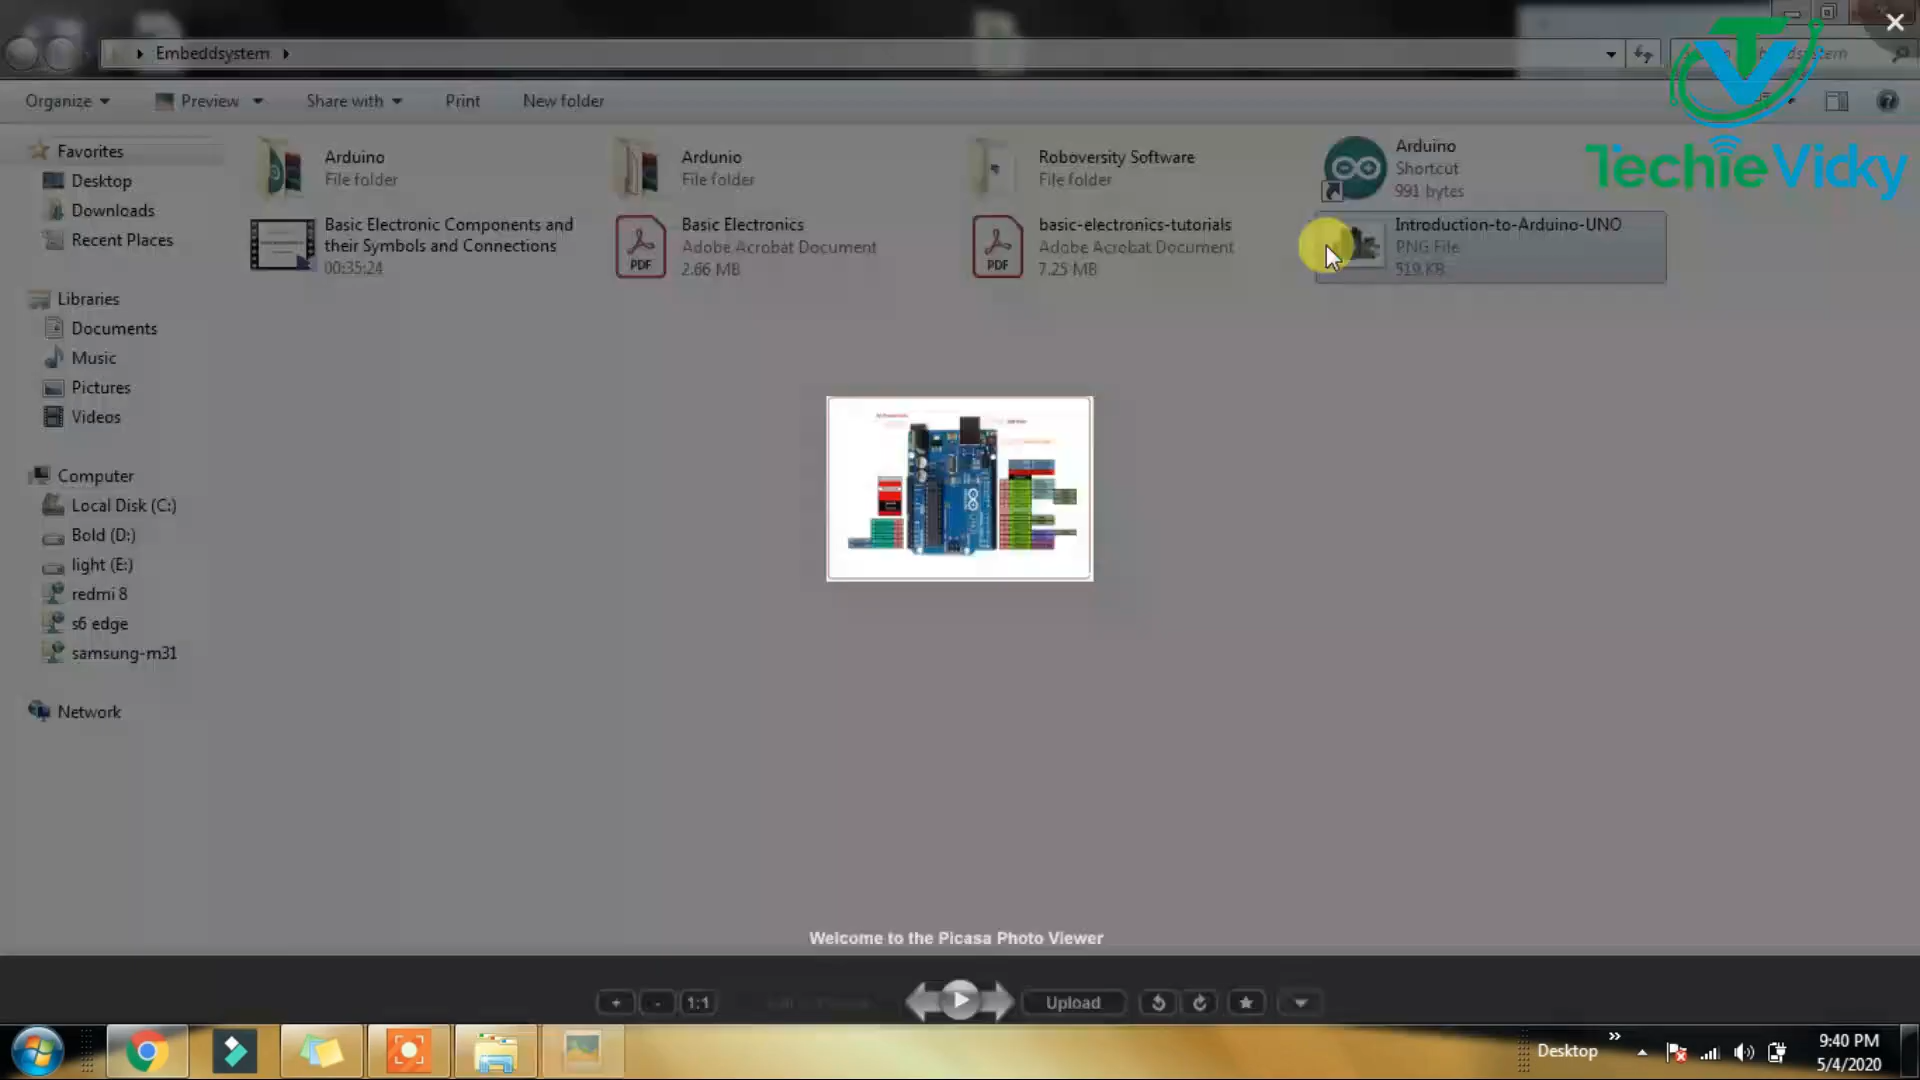 Embeddsystem
Organize
Preview
Share with
Print
New folder
TV
Techie Vicky
Favorites
Desktop
Downloads
Recent Places
Libraries
Documents
Music
Pictures
Videos
Computer
Local Disk (C:)
Bold (D:)
light (E:)
redmi 8
s6 edge
samsung-m31
Network
Arduino
File folder
Ardunio
File folder
Roboversity Software
File folder
Arduino
Shortcut
991 bytes
Basic Electronic Components and
their Symbols and Connections
00:35:24
PDF
Basic Electronics
Adobe Acrobat Document
2.66 MB
PDF
basic-electronics-tutorials
Adobe Acrobat Document
7.25 MB
Introduction-to-Arduino-UNO
PNG File
519 KB
Welcome to the Picasa Photo Viewer
1:1
Upload
Desktop
9:40 PM
5/4/2020